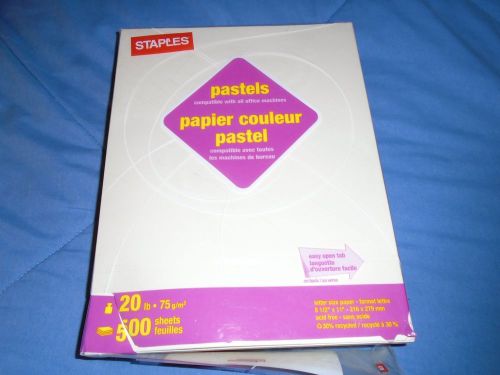 STAPLES
pastels
compatible with all office machines
papier couleur
pastel
compatible avec toutes
les machines de bureau
easy open tab
languette
d'ouverture facile
20 lb • 75 g/m²
500 sheets
feuilles
letter size paper - format lettre
8 1/2" x 11" - 216 x 279 mm
acid free - sans acide
30% recycled / recyclé à 30 %